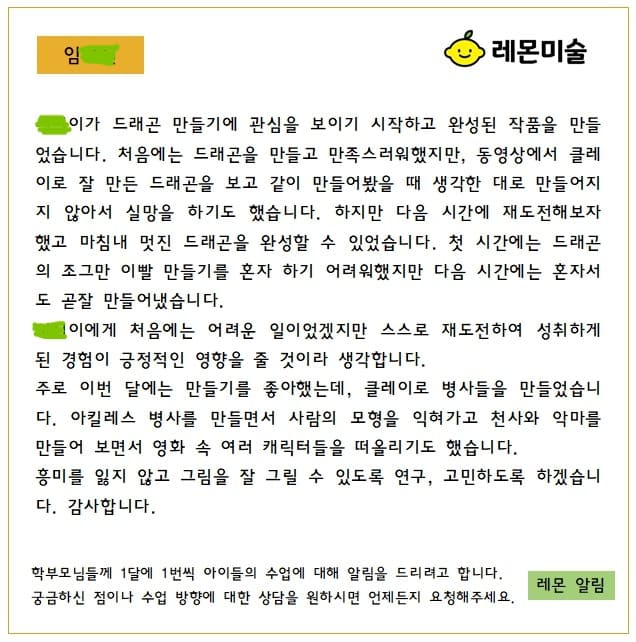 임
레몬미술
이가 드래곤 만들기에 관심을 보이기 시작하고 완성된 작품을 만들
었습니다. 처음에는 드래곤을 만들고 만족스러워했지만, 동영상에서 클레
이로 잘 만든 드래곤을 보고 같이 만들어봤을 때 생각한 대로 만들어지
지 않아서 실망을 하기도 했습니다. 하지만 다음 시간에 재도전해보자
했고 마침내 멋진 드래곤을 완성할 수 있었습니다. 첫 시간에는 드래곤
의 조그만 이빨 만들기를 혼자 하기 어려워했지만 다음 시간에는 혼자서
도 곧잘 만들어냈습니다.
이에게 처음에는 어려운 일이었겠지만 스스로 재도전하여 성취하게
된 경험이 긍정적인 영향을 줄 것이라 생각합니다.
주로 이번 달에는 만들기를 좋아했는데, 클레이로 병사들을 만들었습니
다. 아킬레스 병사를 만들면서 사람의 모형을 익혀가고 천사와 악마를
만들어 보면서 영화 속 여러 캐릭터들을 떠올리기도 했습니다.
흥미를 잃지 않고 그림을 잘 그릴 수 있도록 연구, 고민하도록 하겠습니
다. 감사합니다.
학부모님들께 1달에 1번씩 아이들의 수업에 대해 알림을 드리려고 합니다.
궁금하신 점이나 수업 방향에 대한 상담을 원하시면 언제든지 요청해주세요.
레몬 알림